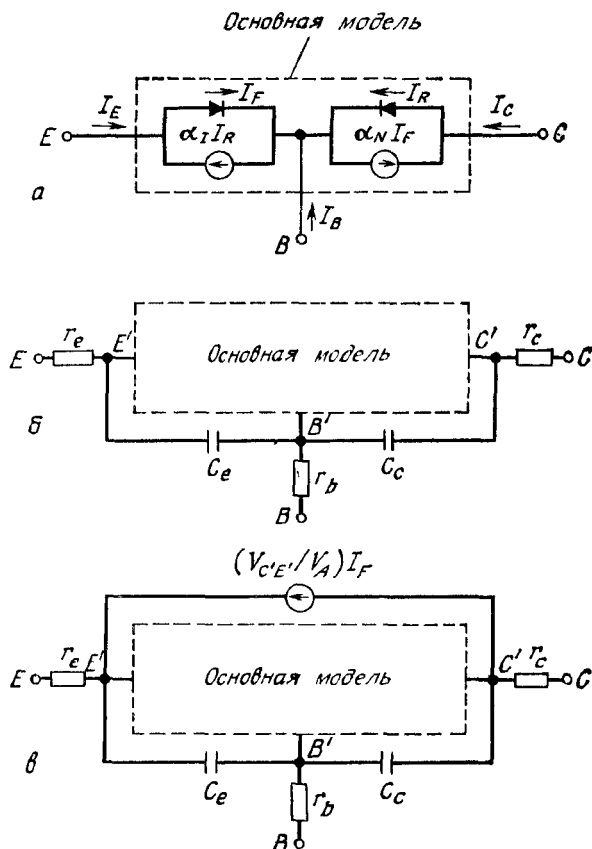 Основная модель
I_F I_R
I_E I_C
E α_I I_R α_N I_F C
а
B I_B
r_e E' Основная модель C' r_c
E C
б
B'
C_e C_c
r_b
B
(V_C'E'/V_A)I_F
r_e E' Основная модель C' r_c
E C
B'
в
C_e C_c
r_b
B